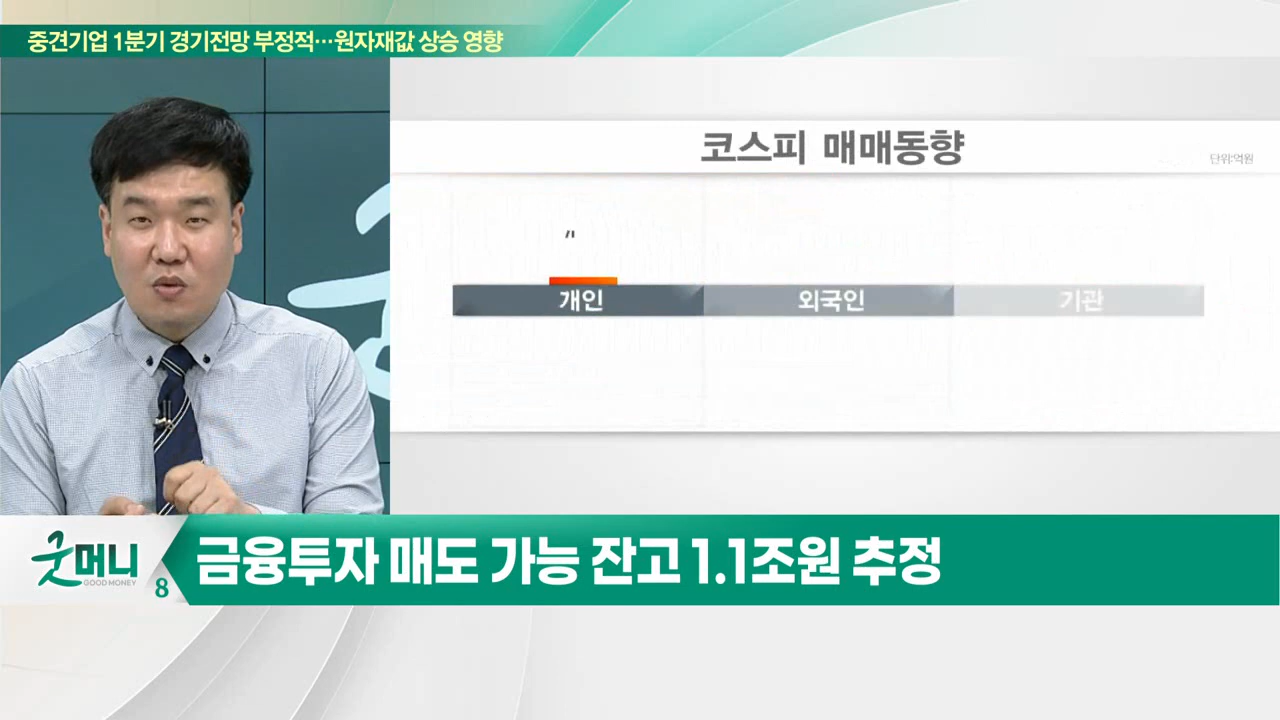 중견기업 1분기 경기전망 부정적…원자재값 상승 영향
코스피 매매동향
단위:억원
개인
외국인
기관
굿머니
GOOD MONEY
8
금융투자 매도 가능 잔고 1.1조원 추정